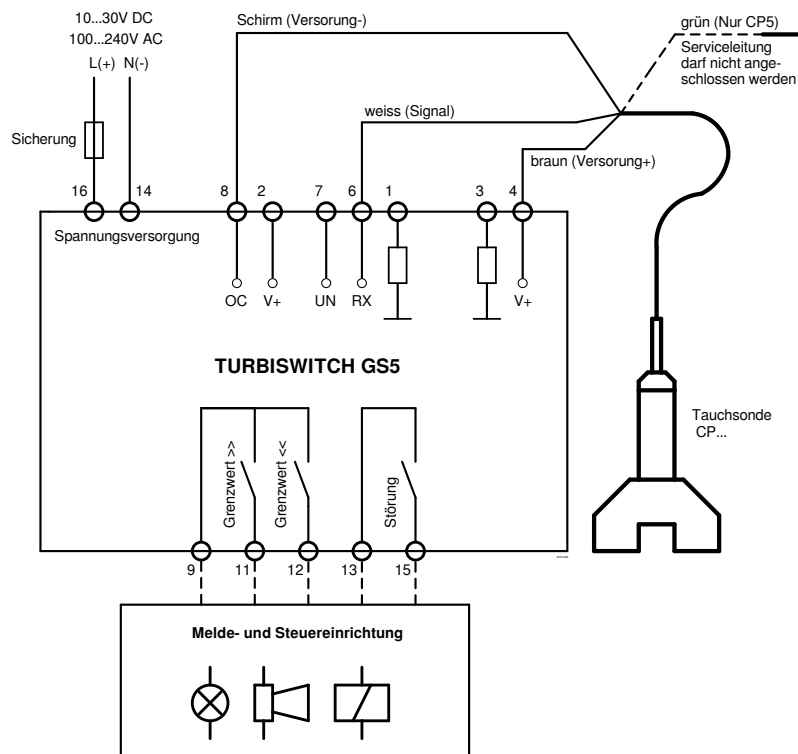 10...30V DC
100...240V AC
L(+) N(-)
Sicherung
Schirm (Versorung-)
grün (Nur CP5)
Serviceleitung
darf nicht ange-
schlossen werden
weiss (Signal)
braun (Versorung+)
16 14 8 2 7 6 1 3 4
Spannungsversorgung
OC V+ UN RX V+
TURBISWITCH GS5
Tauchsonde
CP...
Grenzwert >>
Grenzwert <<
Störung
9 11 12 13 15
Melde- und Steuereinrichtung